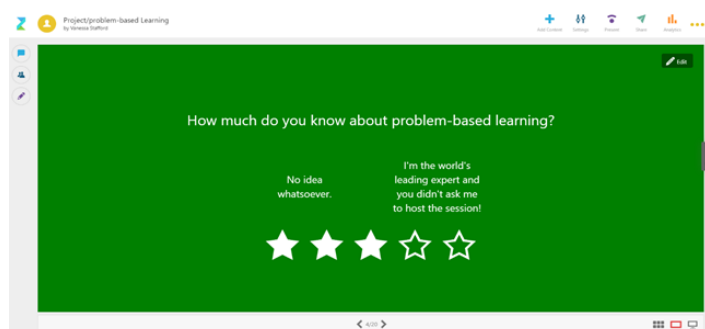 Project/problem-based Learning
by Vanessa Stafford
Add Content
Settings
Present
Share
Analytics
Edit
How much do you know about problem-based learning?
No idea
whatsoever.
I'm the world's
leading expert and
you didn't ask me
to host the session!
4/20